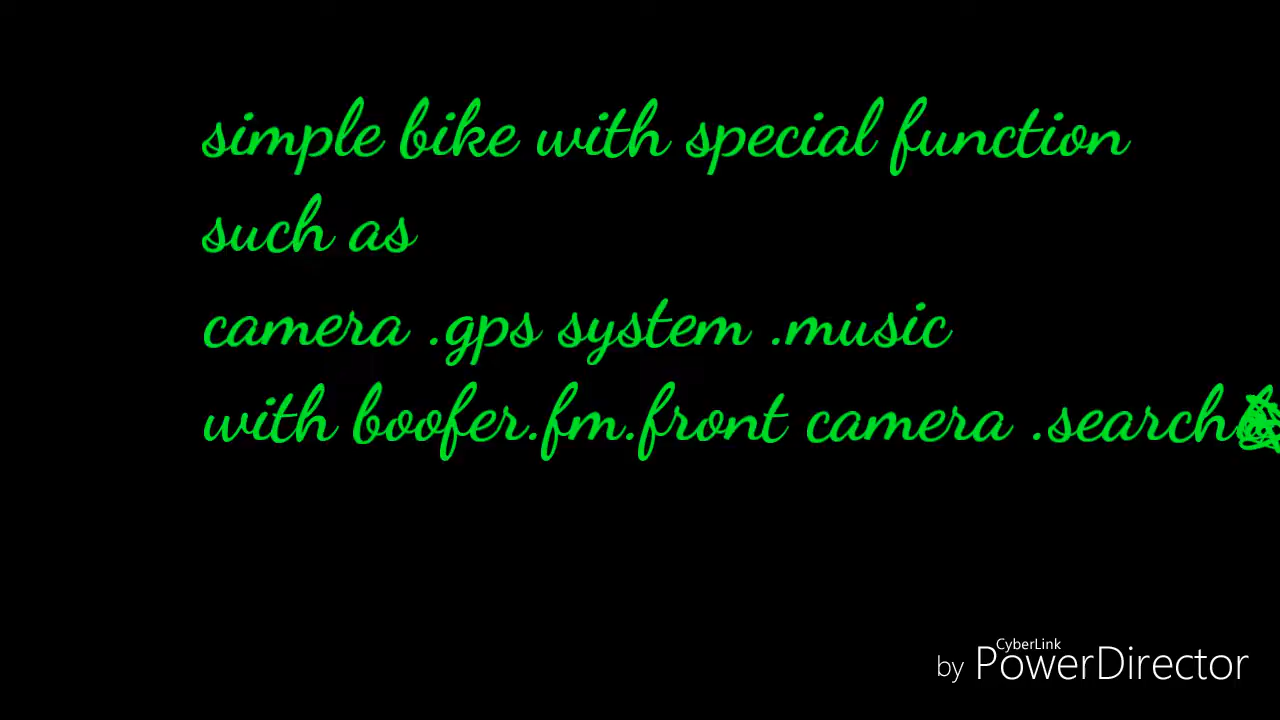 simple bike with special function
such as
camera .gps system .music
with boofer.fm.front camera .search
CyberLink
by PowerDirector